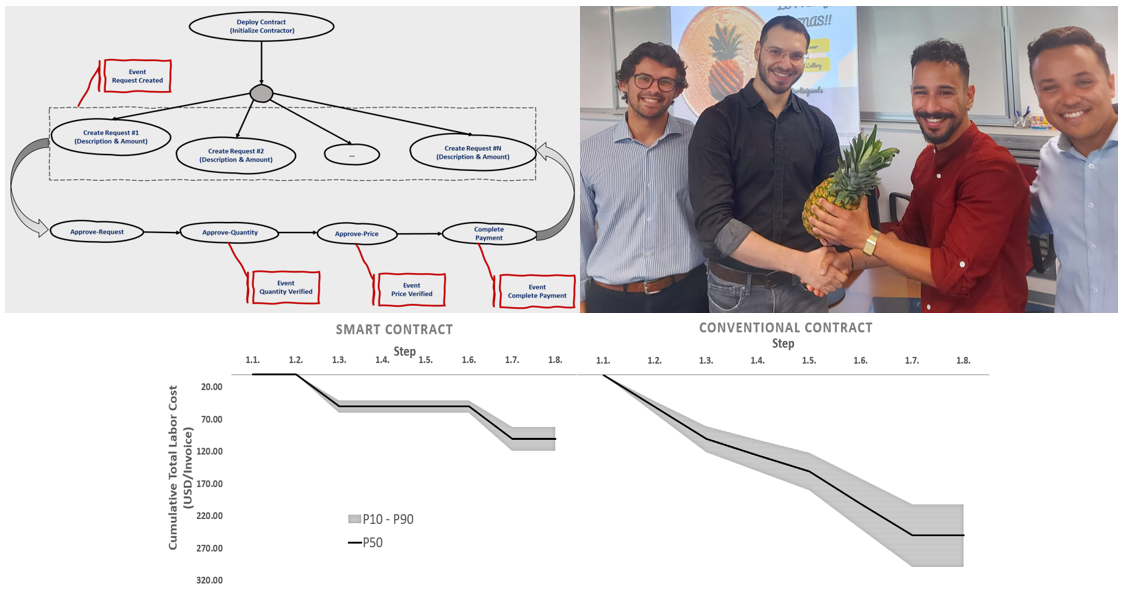 Deploy Contract
(Initialize Contractor)
Event
Request Created
Create Request #1
(Description & Amount)
Create Request #2
(Description & Amount)
...
Create Request #N
(Description & Amount)
Approve-Request
Approve-Quantity
Approve-Price
Complete
Payment
Event
Quantity Verified
Event
Price Verified
Event
Complete Payment
SMART CONTRACT
Step
1.1. 1.2. 1.3. 1.4. 1.5. 1.6. 1.7. 1.8.
CONVENTIONAL CONTRACT
Step
1.1. 1.2. 1.3. 1.4. 1.5. 1.6. 1.7. 1.8.
Cumulative Total Labor Cost
(USD/Invoice)
20.00
70.00
120.00
170.00
220.00
270.00
320.00
P10 - P90
P50